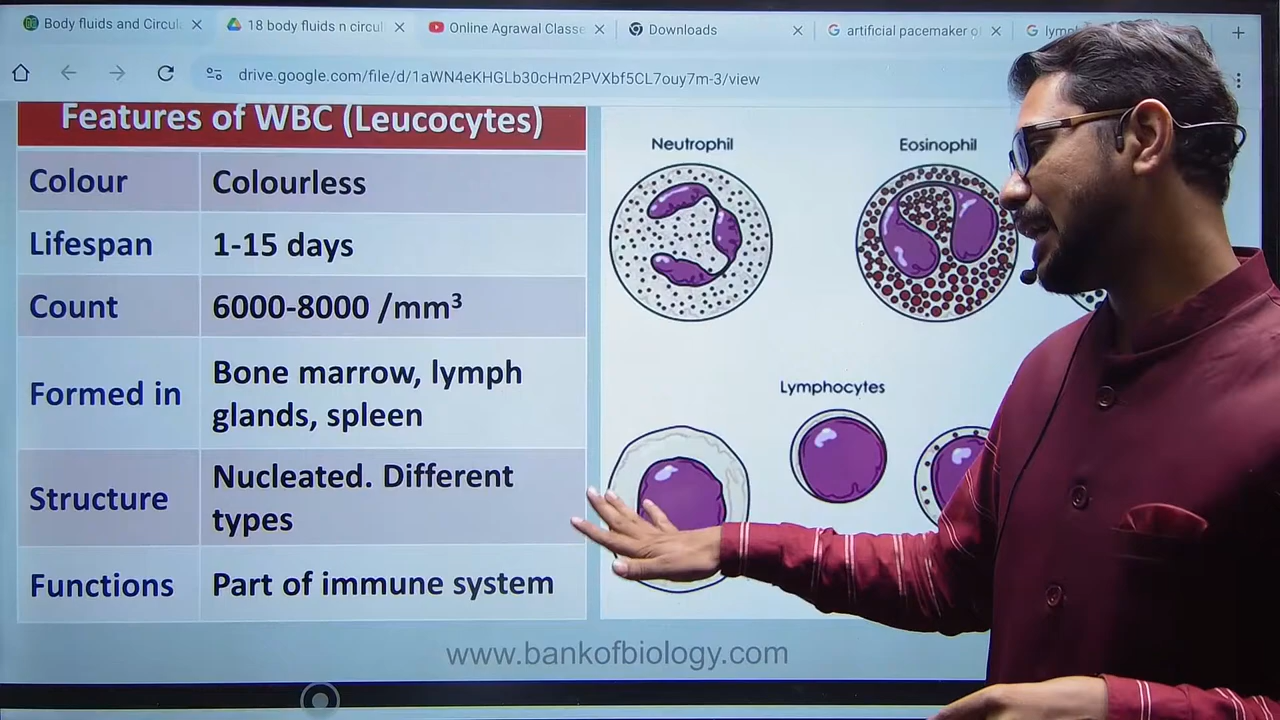 Body fluids and Circul
18 body fluids n circul
Online Agrawal Classe
Downloads
artificial pacemaker o
lymp
drive.google.com/file/d/1aWN4eKHGLb30cHm2PVXbf5CL7ouy7m-3/view
Features of WBC (Leucocytes)
Colour Colourless
Lifespan 1-15 days
Count 6000-8000 /mm³
Formed in Bone marrow, lymph
glands, spleen
Structure Nucleated. Different
types
Functions Part of immune system
Neutrophil
Eosinophil
Lymphocytes
www.bankofbiology.com